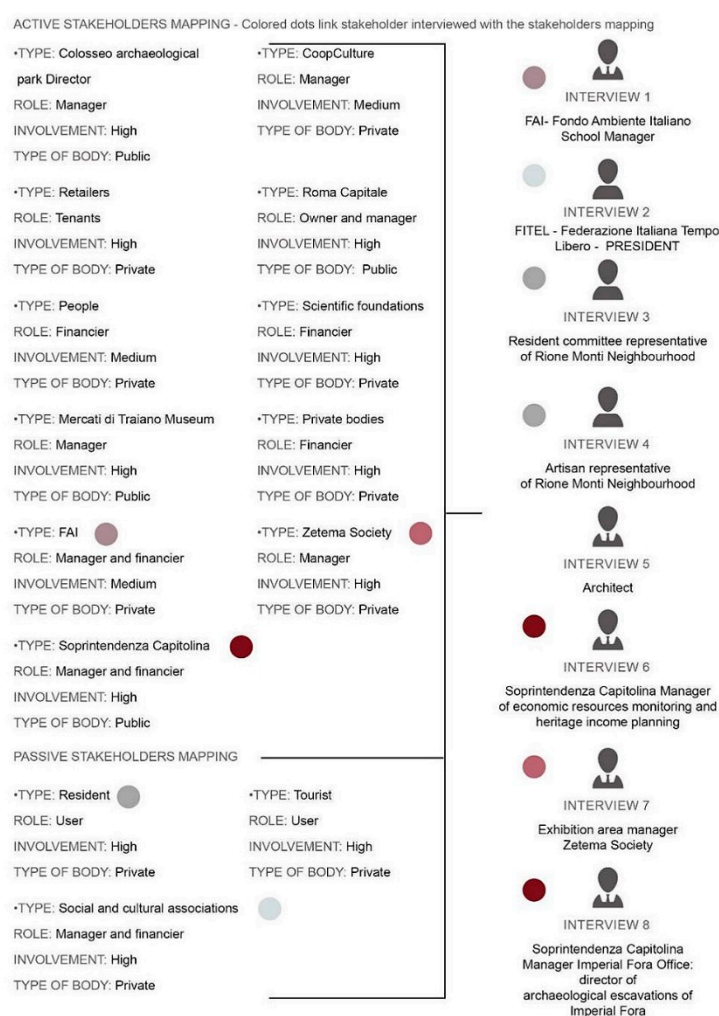 ACTIVE STAKEHOLDERS MAPPING - Colored dots link stakeholder interviewed with the stakeholders mapping
•TYPE: Colosseo archaeological
park Director
ROLE: Manager
INVOLVEMENT: High
TYPE OF BODY: Public
•TYPE: CoopCulture
ROLE: Manager
INVOLVEMENT: Medium
TYPE OF BODY: Private
•TYPE: Retailers
ROLE: Tenants
INVOLVEMENT: High
TYPE OF BODY: Private
•TYPE: Roma Capitale
ROLE: Owner and manager
INVOLVEMENT: High
TYPE OF BODY: Public
•TYPE: People
ROLE: Financier
INVOLVEMENT: Medium
TYPE OF BODY: Private
•TYPE: Scientific foundations
ROLE: Financier
INVOLVEMENT: High
TYPE OF BODY: Private
•TYPE: Mercati di Traiano Museum
ROLE: Manager
INVOLVEMENT: High
TYPE OF BODY: Public
•TYPE: Private bodies
ROLE: Financier
INVOLVEMENT: High
TYPE OF BODY: Private
•TYPE: FAI
ROLE: Manager and financier
INVOLVEMENT: Medium
TYPE OF BODY: Private
•TYPE: Zetema Society
ROLE: Manager
INVOLVEMENT: High
TYPE OF BODY: Private
•TYPE: Soprintendenza Capitolina
ROLE: Manager and financier
INVOLVEMENT: High
TYPE OF BODY: Public
PASSIVE STAKEHOLDERS MAPPING
•TYPE: Resident
ROLE: User
INVOLVEMENT: High
TYPE OF BODY: Private
•TYPE: Tourist
ROLE: User
INVOLVEMENT: High
TYPE OF BODY: Private
•TYPE: Social and cultural associations
ROLE: Manager and financier
INVOLVEMENT: High
TYPE OF BODY: Private
INTERVIEW 1
FAI- Fondo Ambiente Italiano
School Manager
INTERVIEW 2
FITEL - Federazione Italiana Tempo
Libero - PRESIDENT
INTERVIEW 3
Resident committee representative
of Rione Monti Neighbourhood
INTERVIEW 4
Artisan representative
of Rione Monti Neighbourhood
INTERVIEW 5
Architect
INTERVIEW 6
Soprintendenza Capitolina Manager
of economic resources monitoring and
heritage income planning
INTERVIEW 7
Exhibition area manager
Zetema Society
INTERVIEW 8
Soprintendenza Capitolina
Manager Imperial Fora Office:
director of
archaeological escavations of
Imperial Fora